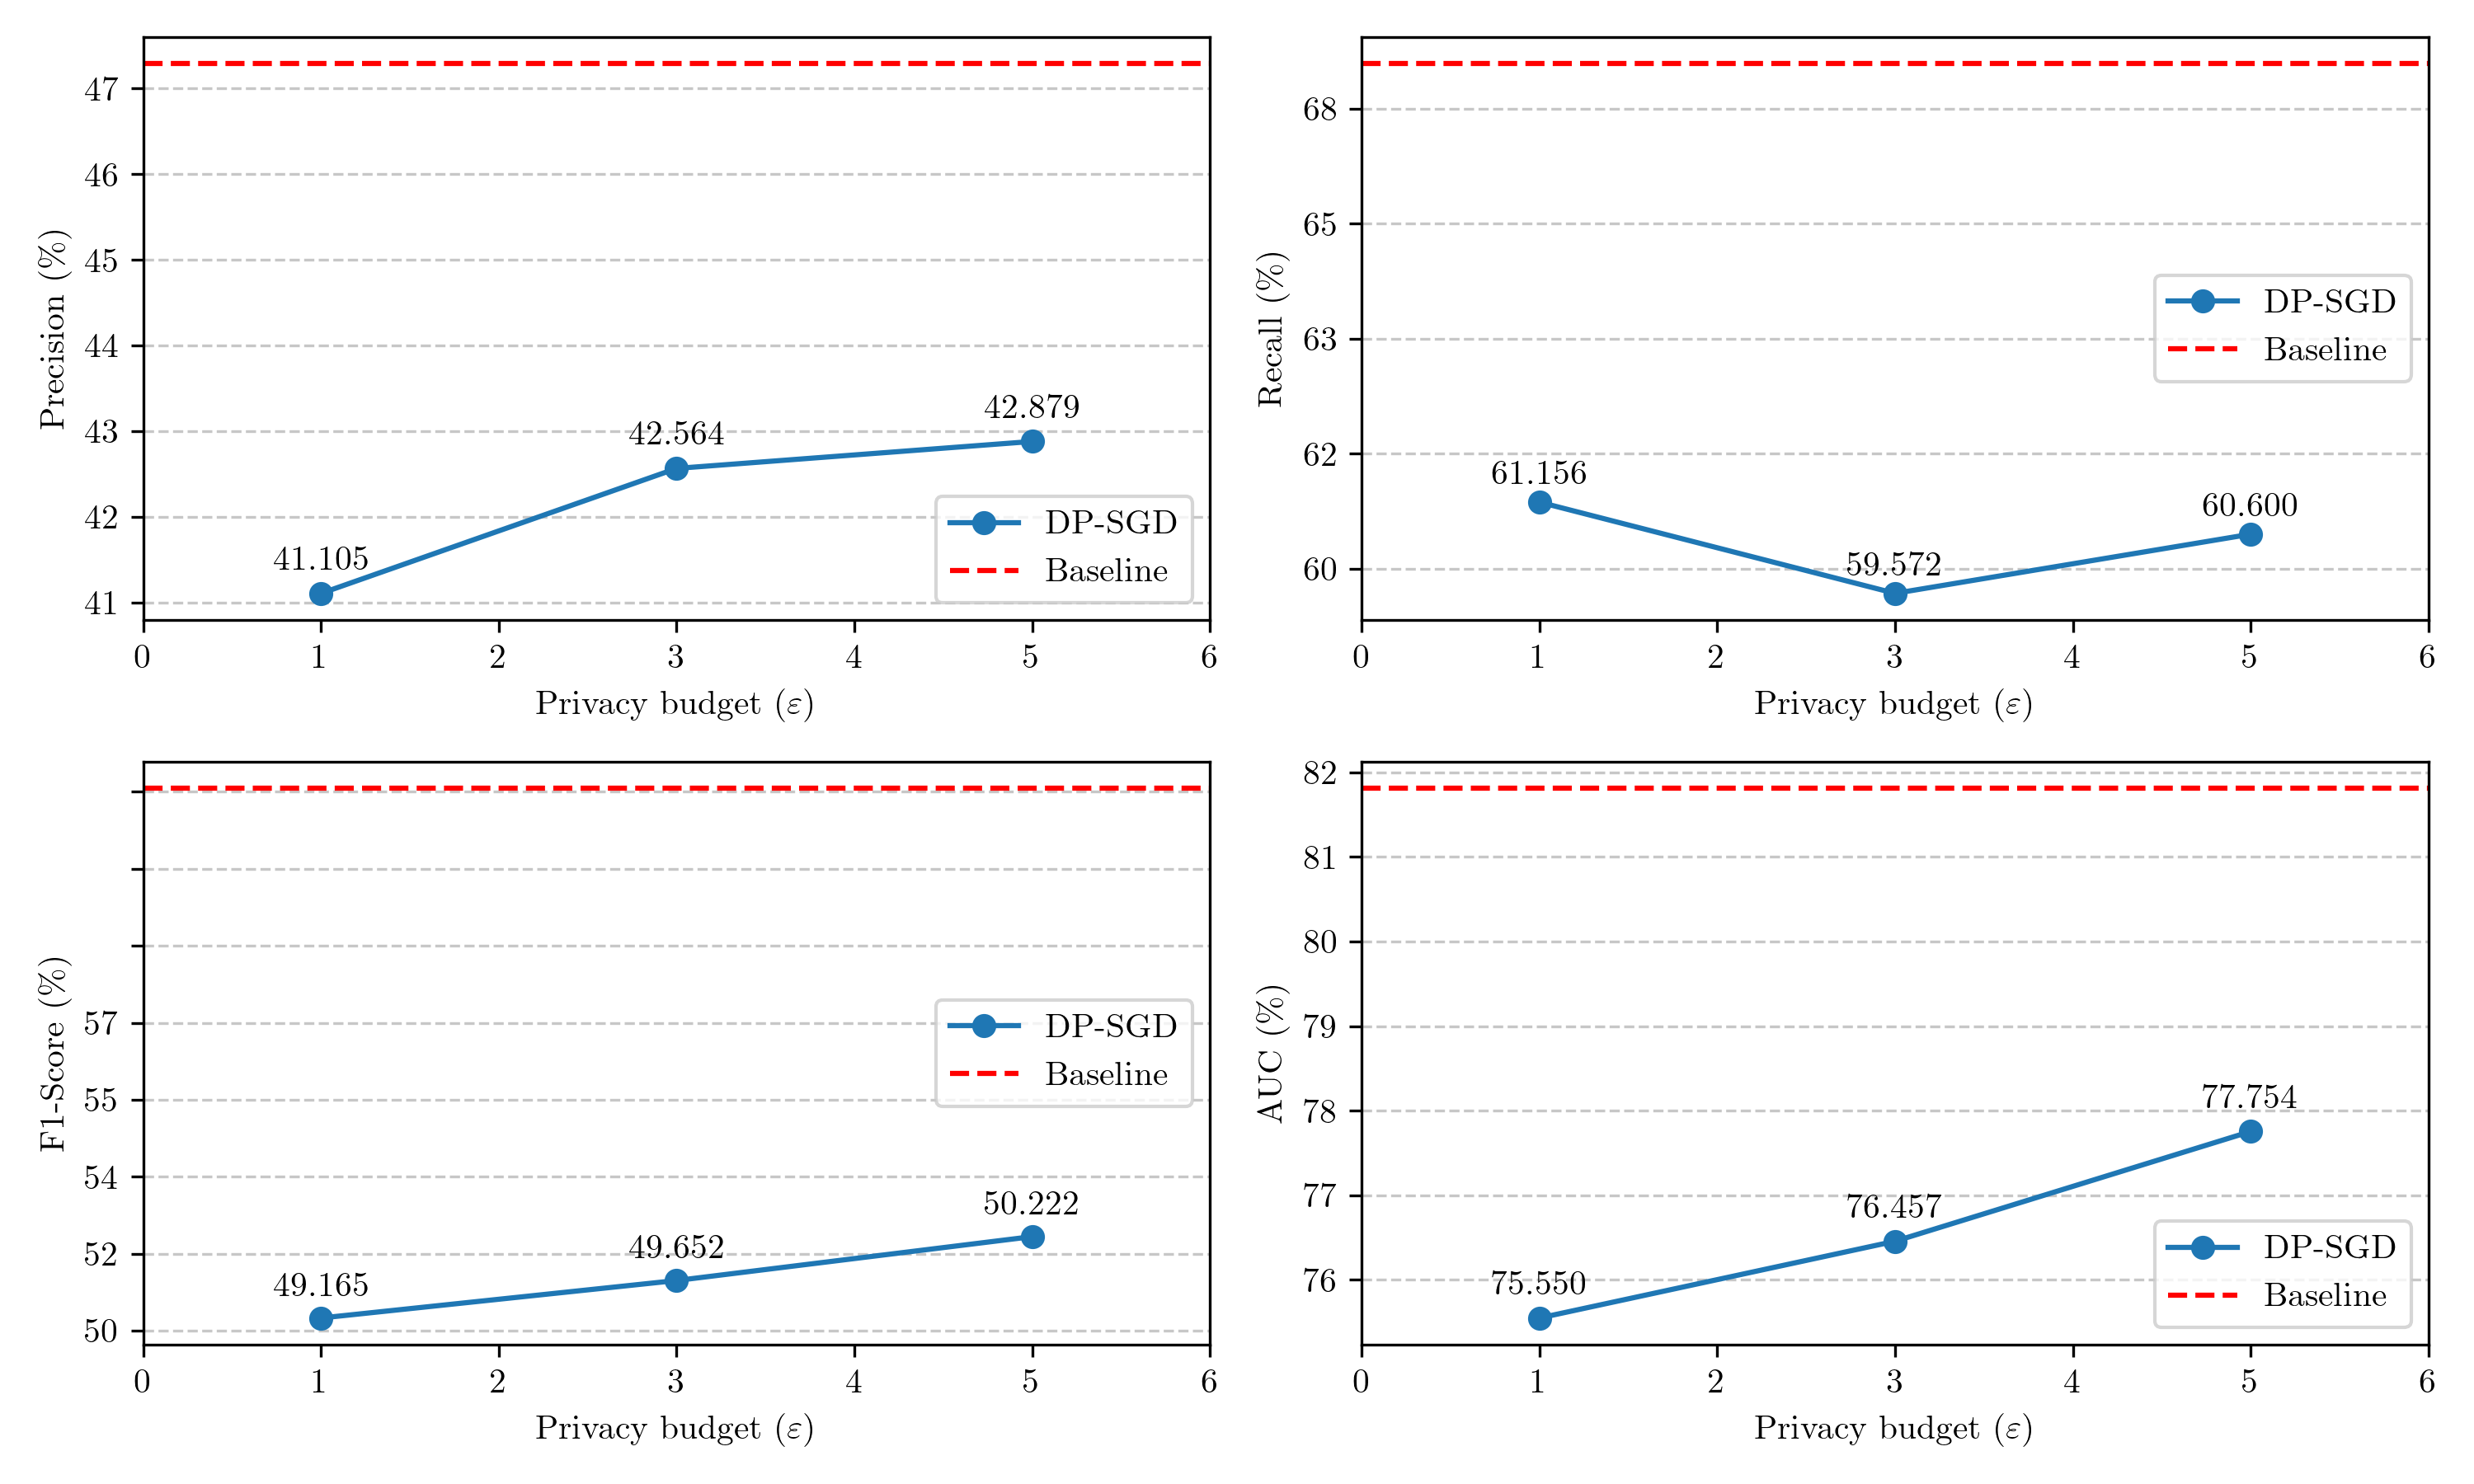 47
46
45
44
43
42
41
Precision (%)
41.105
42.564
42.879
DP-SGD
Baseline
0 1 2 3 4 5 6
Privacy budget (ε)
68
65
63
62
60
Recall (%)
61.156
59.572
60.600
DP-SGD
Baseline
0 1 2 3 4 5 6
Privacy budget (ε)
57
55
54
52
50
F1-Score (%)
49.165
49.652
50.222
DP-SGD
Baseline
0 1 2 3 4 5 6
Privacy budget (ε)
82
81
80
79
78
77
76
AUC (%)
75.550
76.457
77.754
DP-SGD
Baseline
0 1 2 3 4 5 6
Privacy budget (ε)